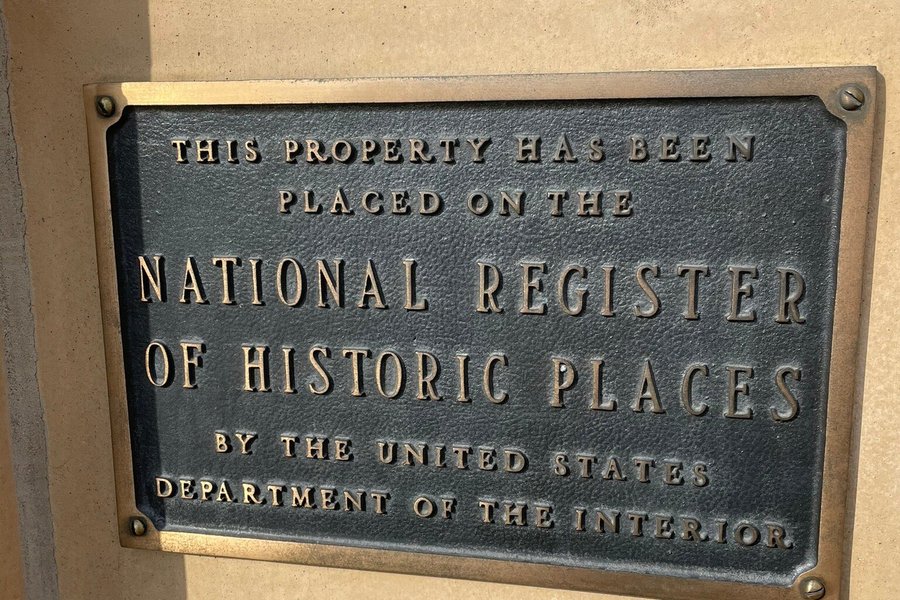 THIS PROPERTY HAS BEEN
PLACED ON THE
NATIONAL REGISTER
OF HISTORIC PLACES
BY THE UNITED STATES
DEPARTMENT OF THE INTERIOR